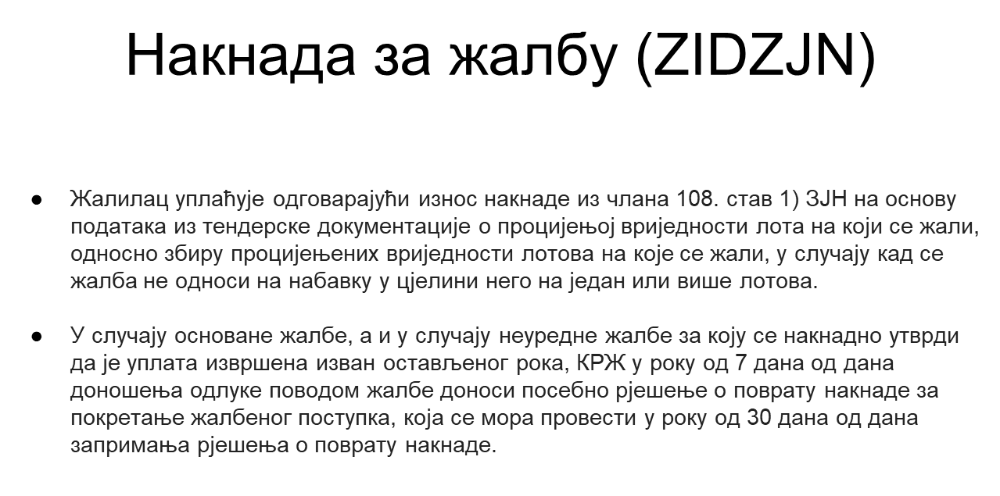 Накнада за жалбу (ZIDZJN)
● Жалилац уплаћује одговарајући износ накнаде из члана 108. став 1) ЗЈН на основу
података из тендерске документације о процијењој вриједности лота на који се жали,
односно збиру процијењених вриједности лотова на које се жали, у случају кад се
жалба не односи на набавку у цјелини него на један или више лотова.
● У случају основане жалбе, а и у случају неуредне жалбе за коју се накнадно утврди
да је уплата извршена изван остављеног рока, КРЖ у року од 7 дана од дана
доношења одлуке поводом жалбе доноси посебно рјешење о поврату накнаде за
покретање жалбеног поступка, која се мора провести у року од 30 дана од дана
запримања рјешења о поврату накнаде.